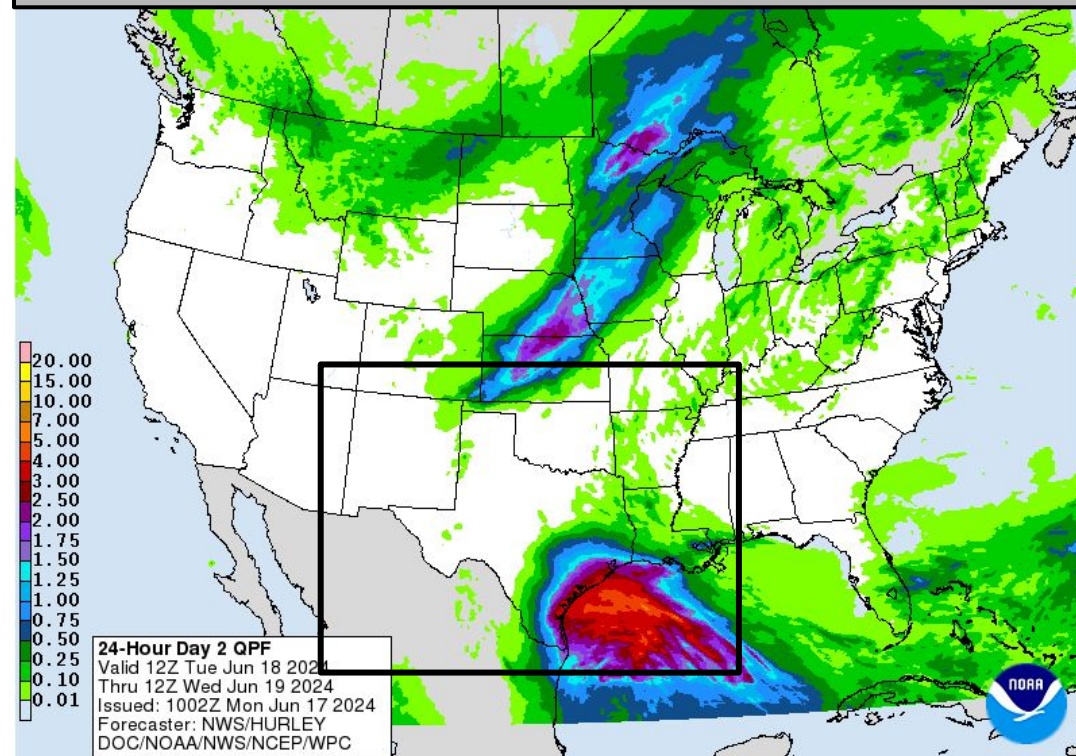 20.00
15.00
10.00
7.00
5.00
4.00
3.00
2.50
2.00
1.75
1.50
1.25
1.00
0.75
0.50
0.25
0.10
0.01
24-Hour Day 2 QPF
Valid 12Z Tue Jun 18 2024
Thru 12Z Wed Jun 19 2024
Issued: 1002Z Mon Jun 17 2024
Forecaster: NWS/HURLEY
DOC/NOAA/NWS/NCEP/WPC
NOAA